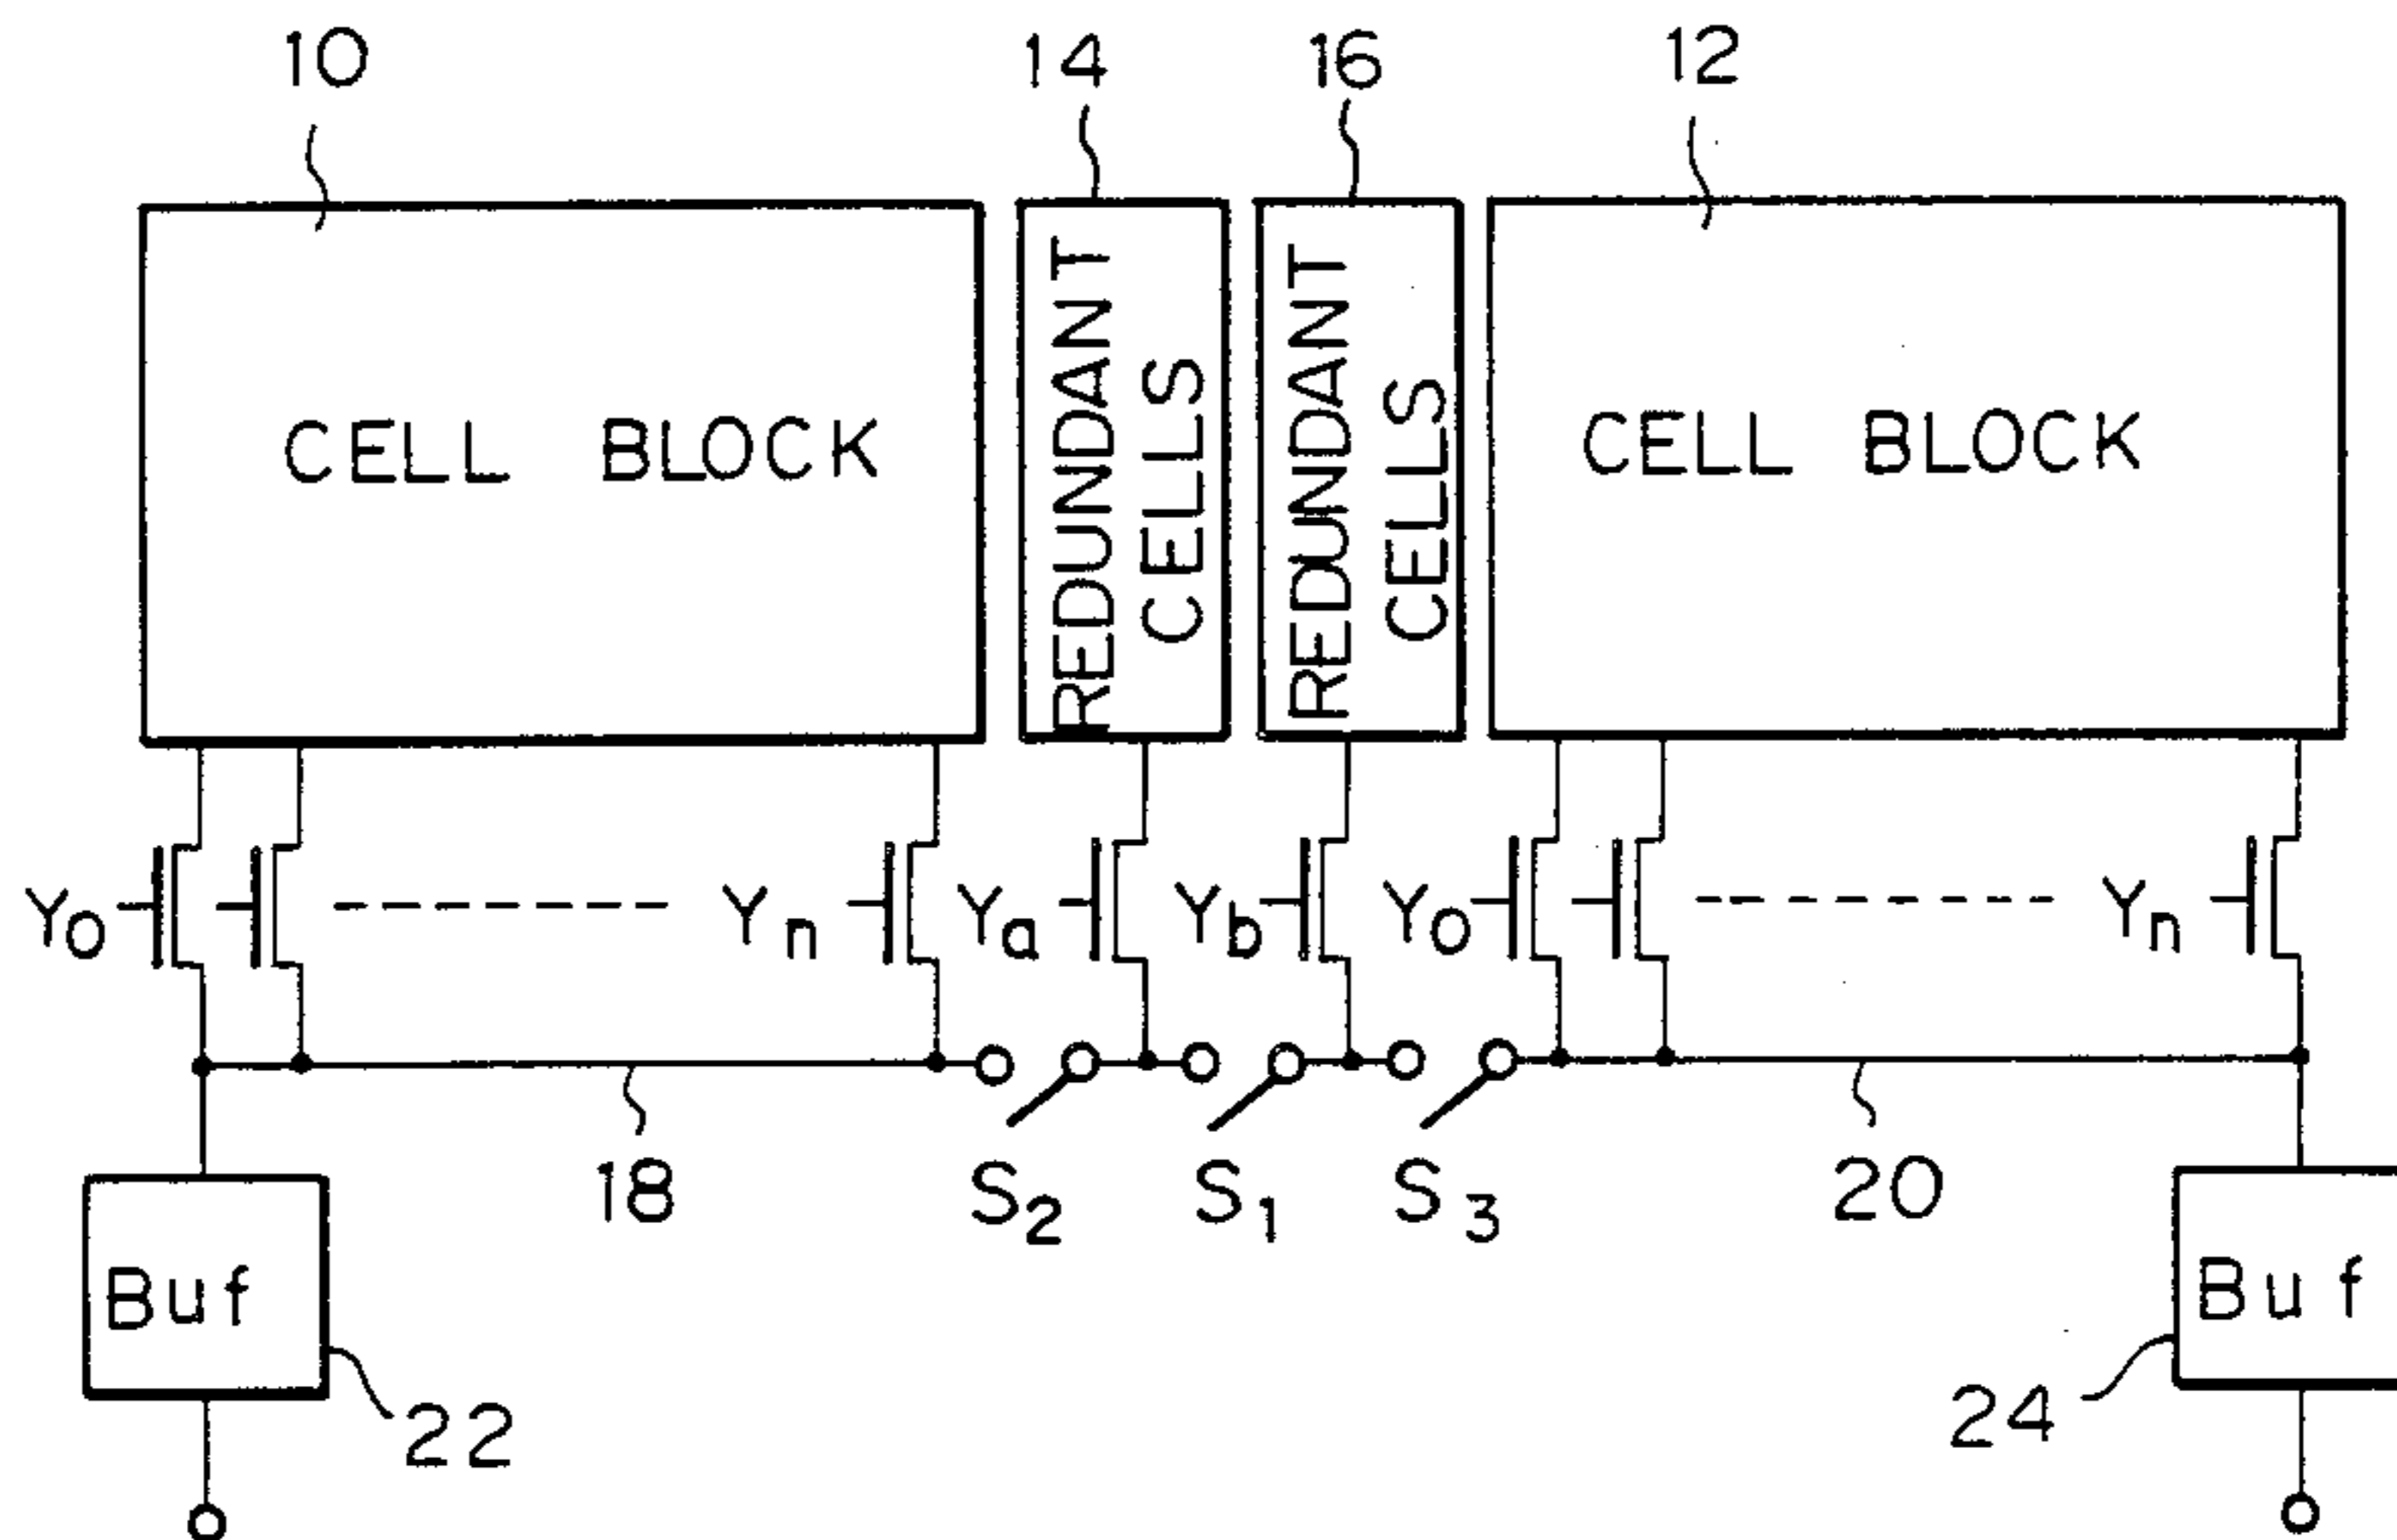 10
14
16
12
CELL BLOCK
REDUNDANT
CELLS
REDUNDANT
CELLS
CELL BLOCK
Y0
Yn
Ya
Yb
Y0
Yn
18
S2
S1
S3
20
Buf
22
Buf
24